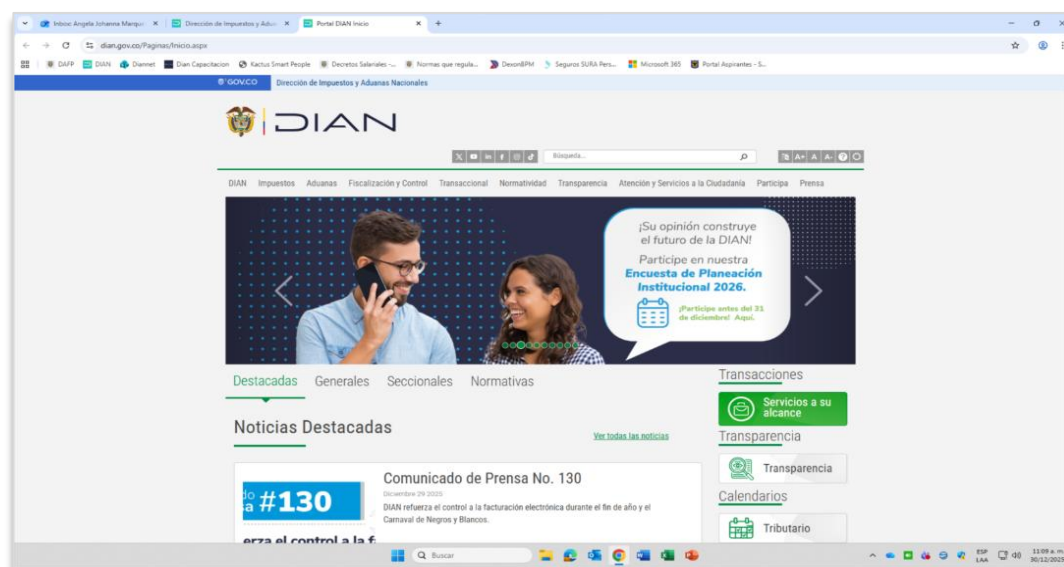 Inbox: Angela Johanna Marque
Dirección de Impuestos y Adua
Portal DIAN Inicio
dian.gov.co/Paginas/Inicio.aspx
DAFP
DIAN
Diannet
Dian Capacitacion
Kactus Smart People
Decretos Salariales -...
Normas que regula...
DexonBPM
Seguros SURA Pers...
Microsoft 365
Portal Aspirantes - S...
GOV.CO
Dirección de Impuestos y Aduanas Nacionales
DIAN
Búsqueda...
A+ A A-
DIAN Impuestos Aduanas Fiscalización y Control Transaccional Normatividad Transparencia Atención y Servicios a la Ciudadanía Participa Prensa
¡Su opinión construye
el futuro de la DIAN!
Participe en nuestra
Encuesta de Planeación
Institucional 2026.
¡Participe antes del 31
de diciembre! Aquí.
Destacadas Generales Seccionales Normativas
Noticias Destacadas
Ver todas las noticias
#130
Comunicado de Prensa No. 130
DIAN refuerza el control a la facturación electrónica durante el fin de año y el
Carnaval de Negros y Blancos.
erza el control a la f
Transacciones
Servicios a su
alcance
Transparencia
Transparencia
Calendarios
Tributario
Buscar
ESP
LAA
11:09 a. m.
30/12/2025